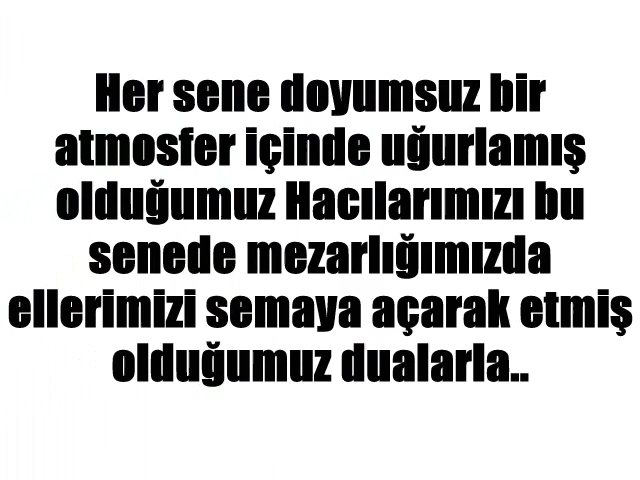 Her sene doyumsuz bir
atmosfer içinde uğurlamış
olduğumuz Hacılarımızı bu
senede mezarlığımızda
ellerimizi semaya açarak etmiş
olduğumuz dualarla..